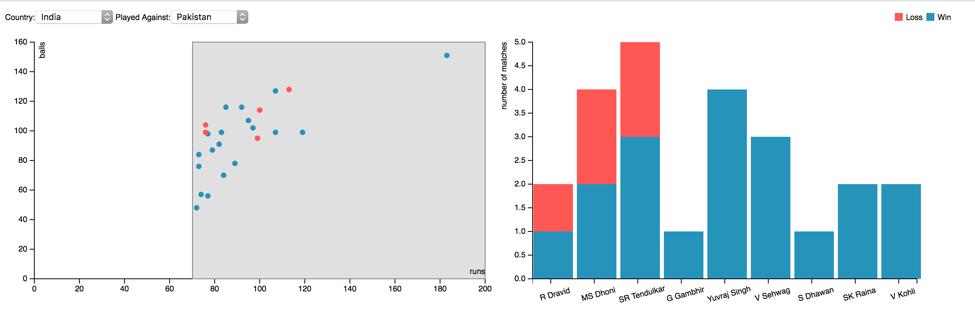 Country: India Played Against: Pakistan
Loss Win
balls
160
140
120
100
80
60
40
20
0
0 20 40 60 80 100 120 140 160 180 200
runs
number of matches
5.0
4.5
4.0
3.5
3.0
2.5
2.0
1.5
1.0
0.5
0.0
R Dravid MS Dhoni SR Tendulkar G Gambhir Yuvraj Singh V Sehwag S Dhawan SK Raina V Kohli